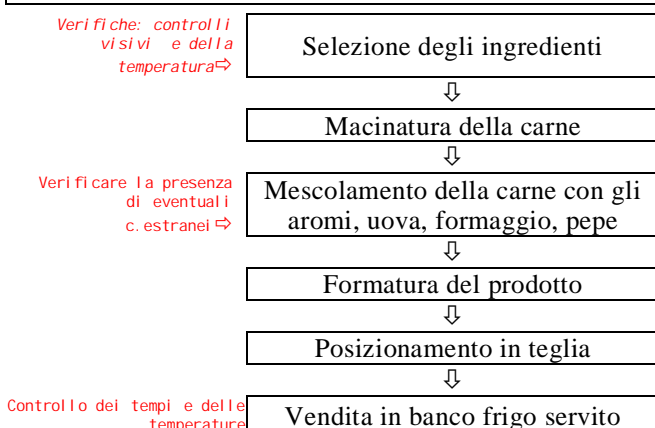 Verifiche: controlli
visivi e della
temperatura⇨
Selezione degli ingredienti
⇩
Macinatura della carne
⇩
Verificare la presenza
di eventuali
c.estranei ⇨
Mescolamento della carne con gli
aromi, uova, formaggio, pepe
⇩
Formatura del prodotto
⇩
Posizionamento in teglia
⇩
Controllo dei tempi e delle
temperature
Vendita in banco frigo servito